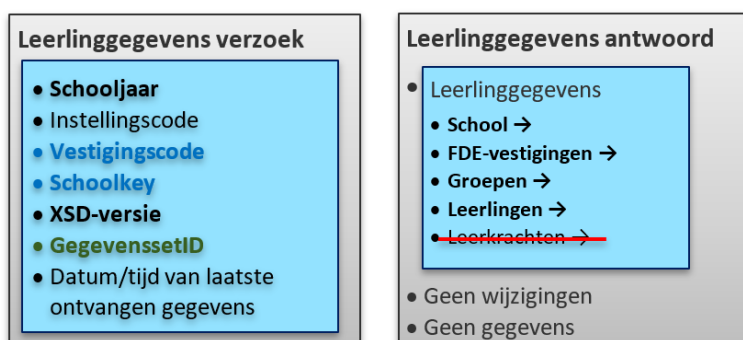 Leerlinggegevens verzoek
• Schooljaar
• Instellingscode
• Vestigingscode
• Schoolkey
• XSD-versie
• GegevenssetID
• Datum/tijd van laatste
ontvangen gegevens
Leerlinggegevens antwoord
• Leerlinggegevens
• School →
• FDE-vestigingen →
• Groepen →
• Leerlingen →
• Leerkrachten →
• Geen wijzigingen
• Geen gegevens